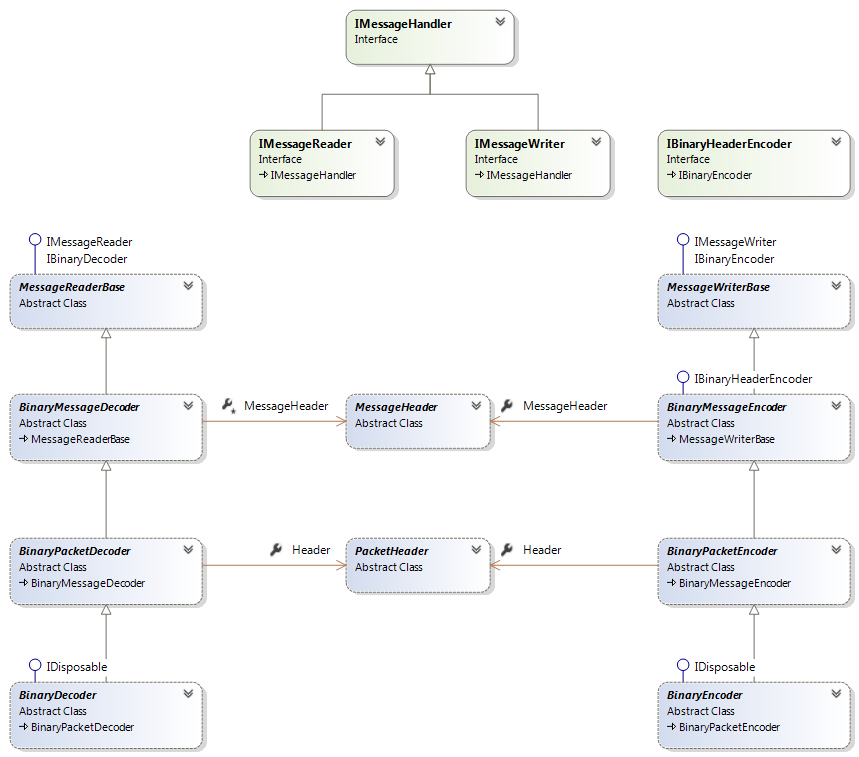 IMessageHandler
Interface
IMessageReader
Interface
IMessageHandler
IMessageWriter
Interface
IMessageHandler
IBinaryHeaderEncoder
Interface
IBinaryEncoder
IMessageReader
IBinaryDecoder
MessageReaderBase
Abstract Class
IMessageWriter
IBinaryEncoder
MessageWriterBase
Abstract Class
BinaryMessageDecoder
Abstract Class
MessageReaderBase
MessageHeader
MessageHeader
Abstract Class
MessageHeader
IBinaryHeaderEncoder
BinaryMessageEncoder
Abstract Class
MessageWriterBase
BinaryPacketDecoder
Abstract Class
BinaryMessageDecoder
Header
PacketHeader
Abstract Class
Header
BinaryPacketEncoder
Abstract Class
BinaryMessageEncoder
IDisposable
BinaryDecoder
Abstract Class
BinaryPacketDecoder
IDisposable
BinaryEncoder
Abstract Class
BinaryPacketEncoder